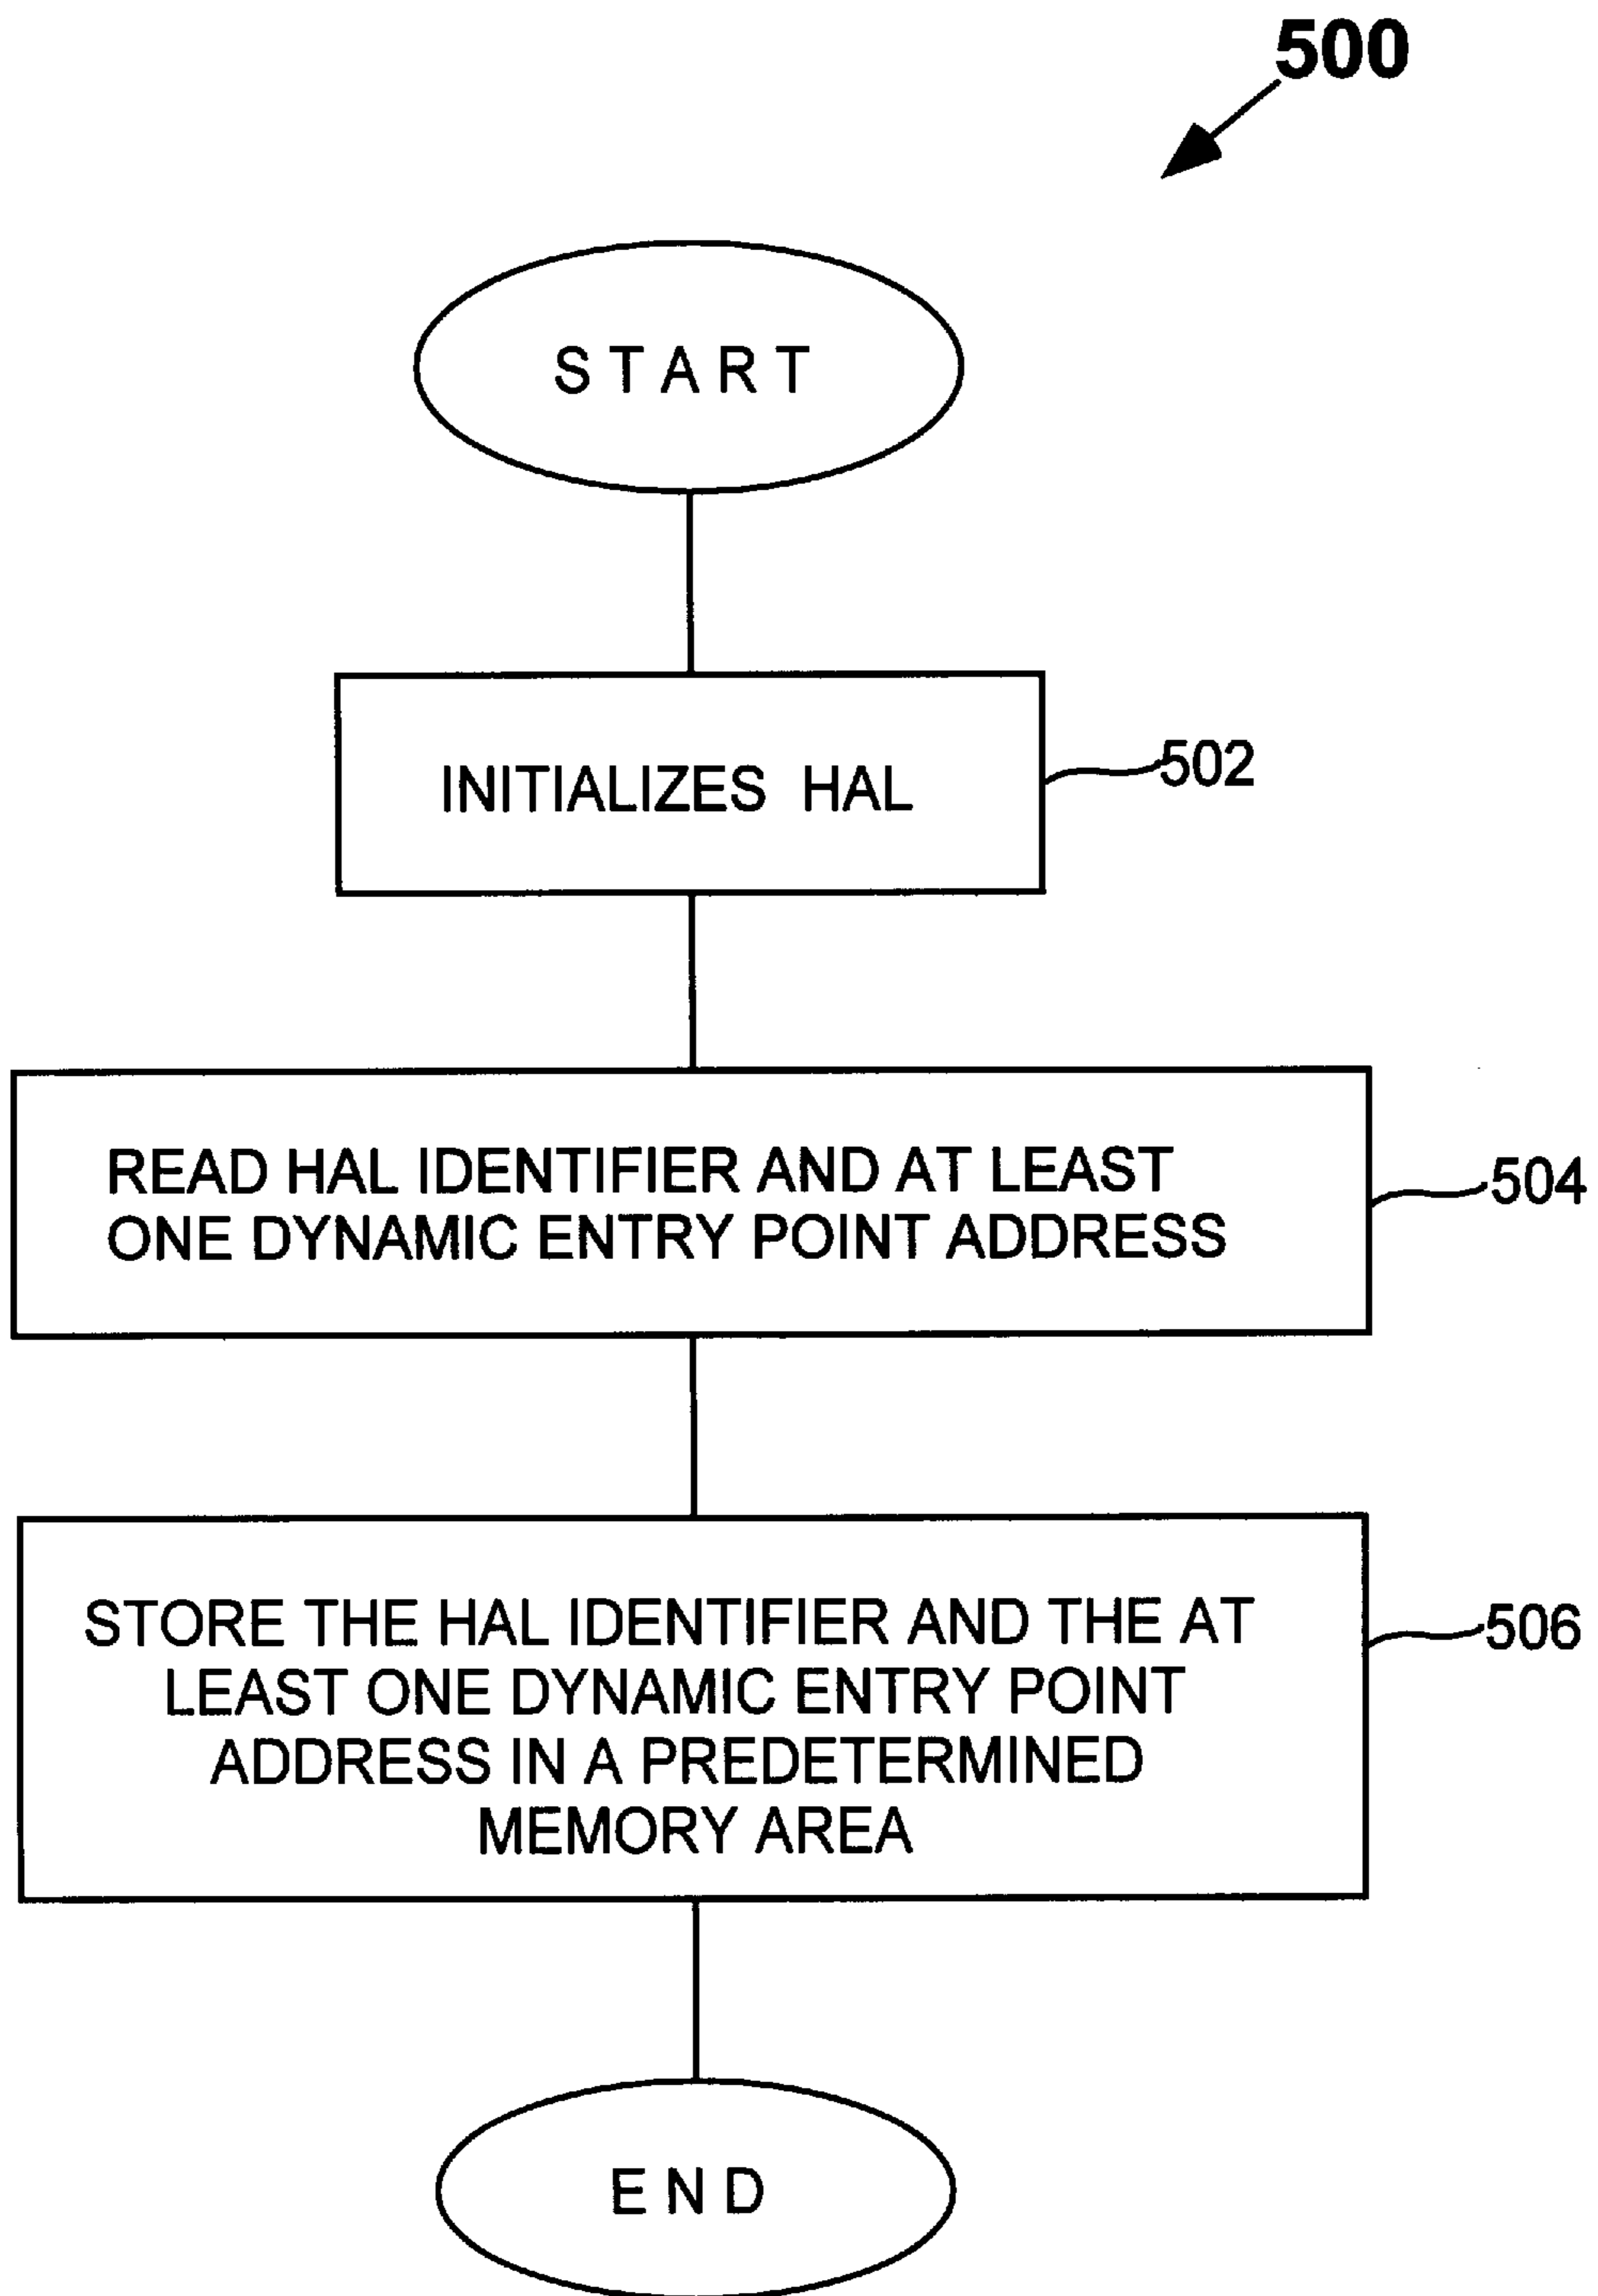 500
START
INITIALIZES HAL
502
READ HAL IDENTIFIER AND AT LEAST
ONE DYNAMIC ENTRY POINT ADDRESS
504
STORE THE HAL IDENTIFIER AND THE AT
LEAST ONE DYNAMIC ENTRY POINT
ADDRESS IN A PREDETERMINED
MEMORY AREA
506
END